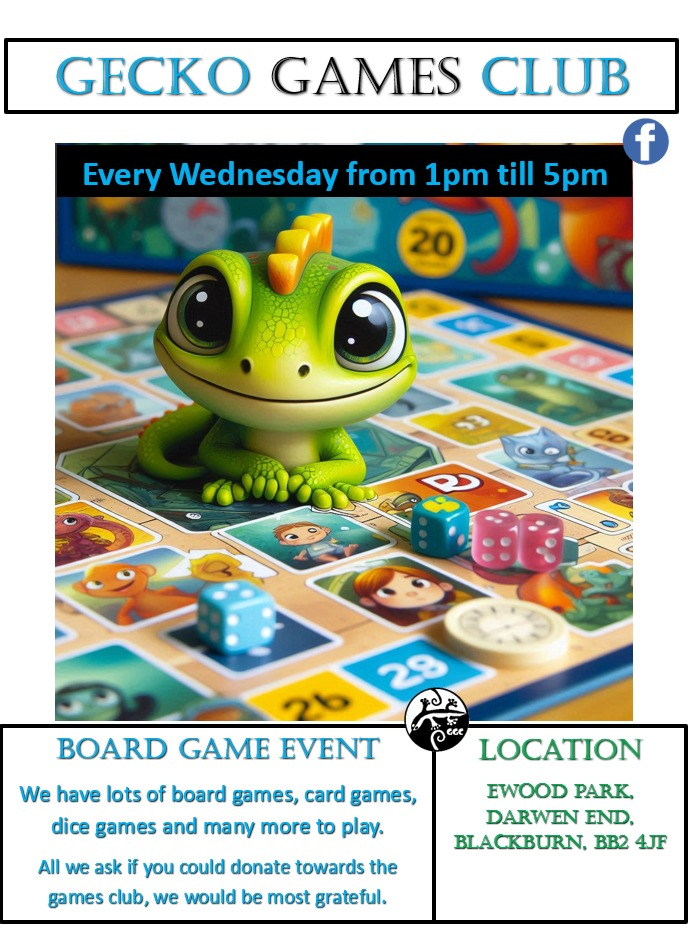 GECKO GAMES CLUB
f
Every Wednesday from 1pm till 5pm
20
28
26
BOARD GAME EVENT
We have lots of board games, card games,
dice games and many more to play.
All we ask if you could donate towards the
games club, we would be most grateful.
LOCATION
EWOOD PARK,
DARWEN END,
BLACKBURN, BB2 4JF